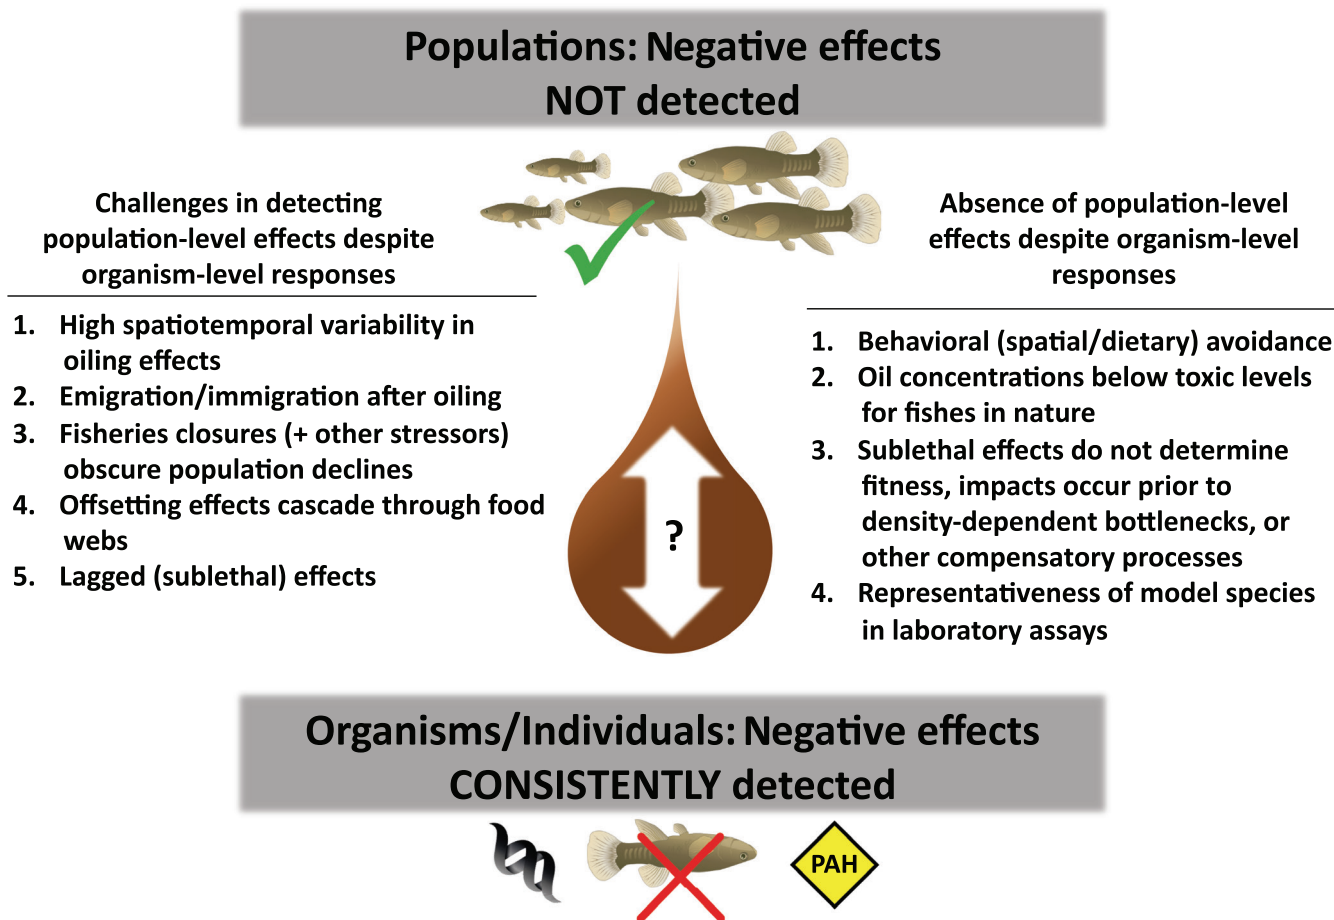 Populations: Negative effects
NOT detected
Challenges in detecting
population-level effects despite
organism-level responses
1. High spatiotemporal variability in
oiling effects
2. Emigration/immigration after oiling
3. Fisheries closures (+ other stressors)
obscure population declines
4. Offsetting effects cascade through food
webs
5. Lagged (sublethal) effects
?
Absence of population-level
effects despite organism-level
responses
1. Behavioral (spatial/dietary) avoidance
2. Oil concentrations below toxic levels
for fishes in nature
3. Sublethal effects do not determine
fitness, impacts occur prior to
density-dependent bottlenecks, or
other compensatory processes
4. Representativeness of model species
in laboratory assays
Organisms/Individuals: Negative effects
CONSISTENTLY detected
PAH